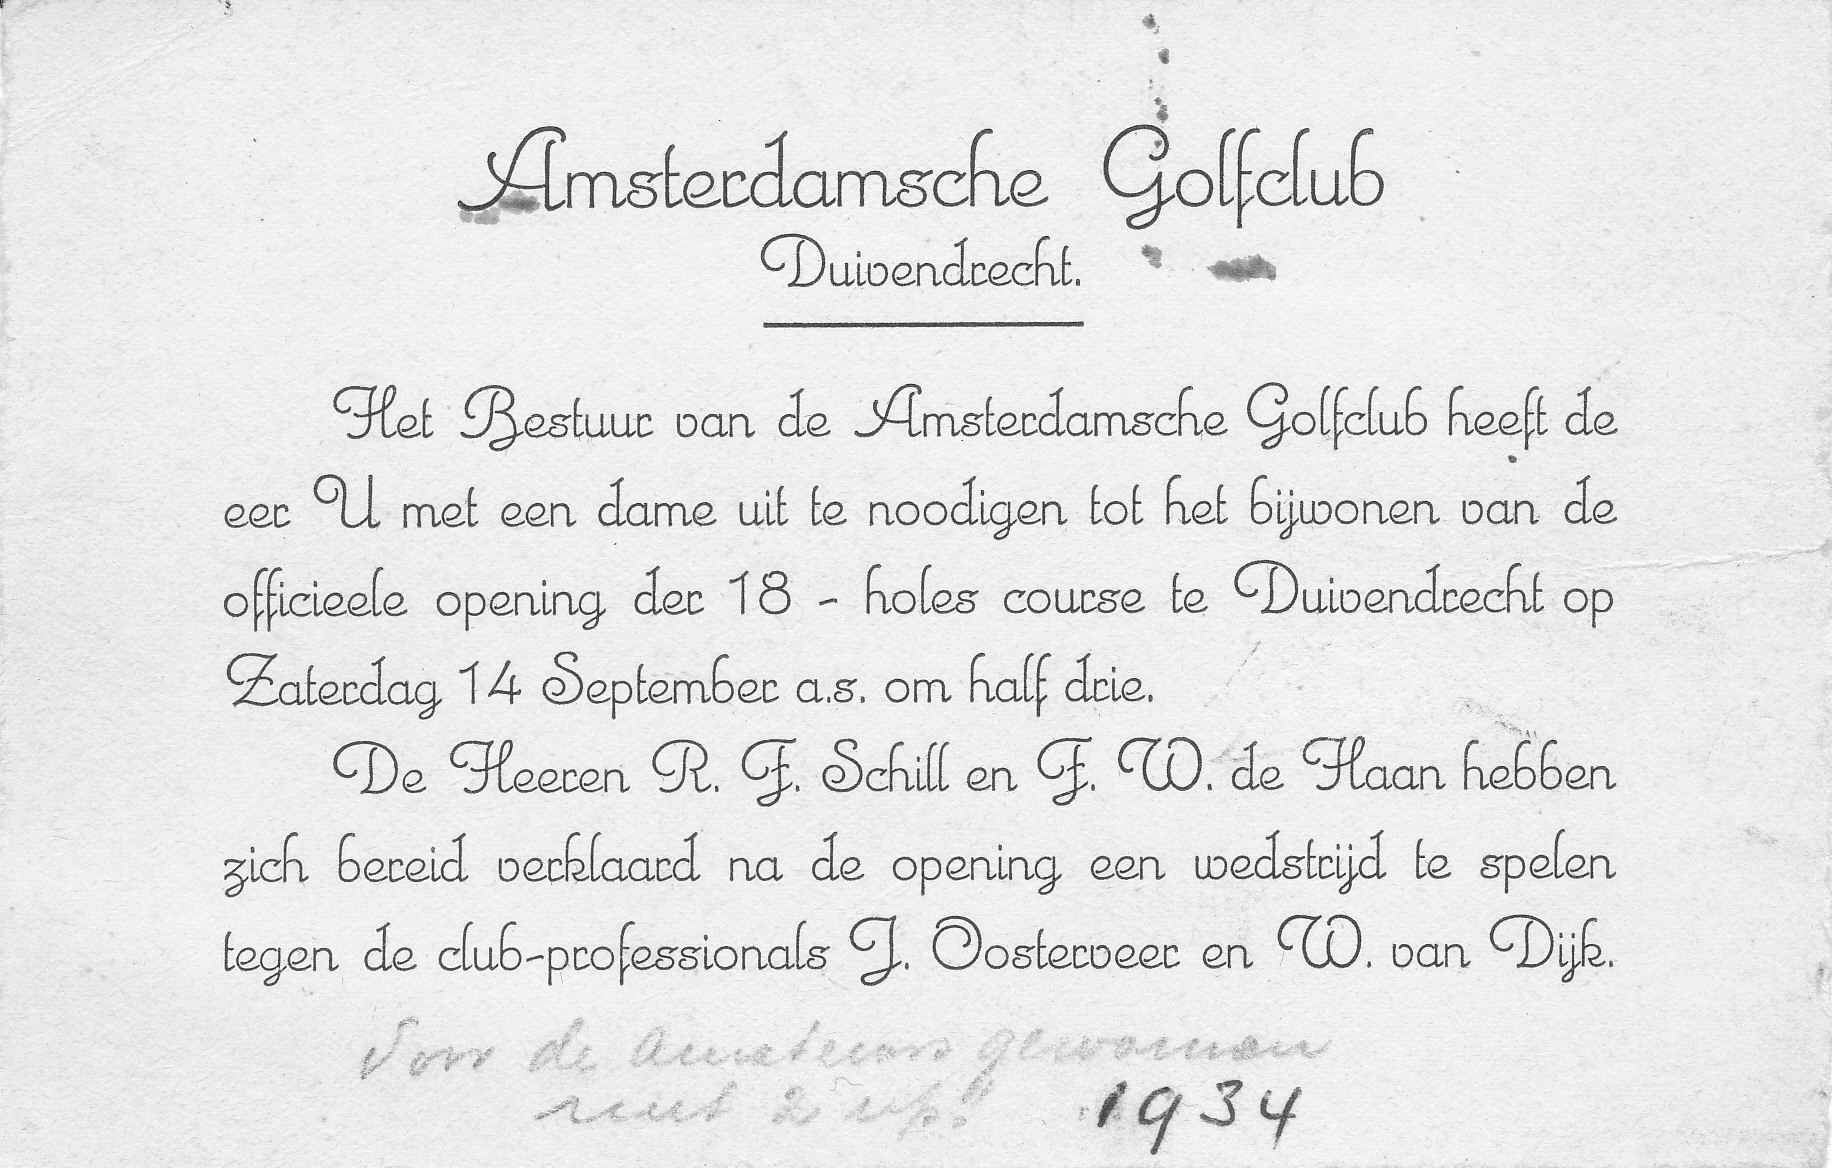 Amsterdamsche Golfclub
Duivendrecht.
Het Bestuur van de Amsterdamsche Golfclub heeft de
eer U met een dame uit te noodigen tot het bijwonen van de
officieele opening der 18 - holes course te Duivendrecht op
Zaterdag 14 September a.s. om half drie.
De Heeren R. F. Schill en F. W. de Haan hebben
zich bereid verklaard na de opening een wedstrijd te spelen
tegen de club-professionals J. Oosterveer en W. van Dijk.
Door de Amateurs gewonnen
met 2 up." 1934